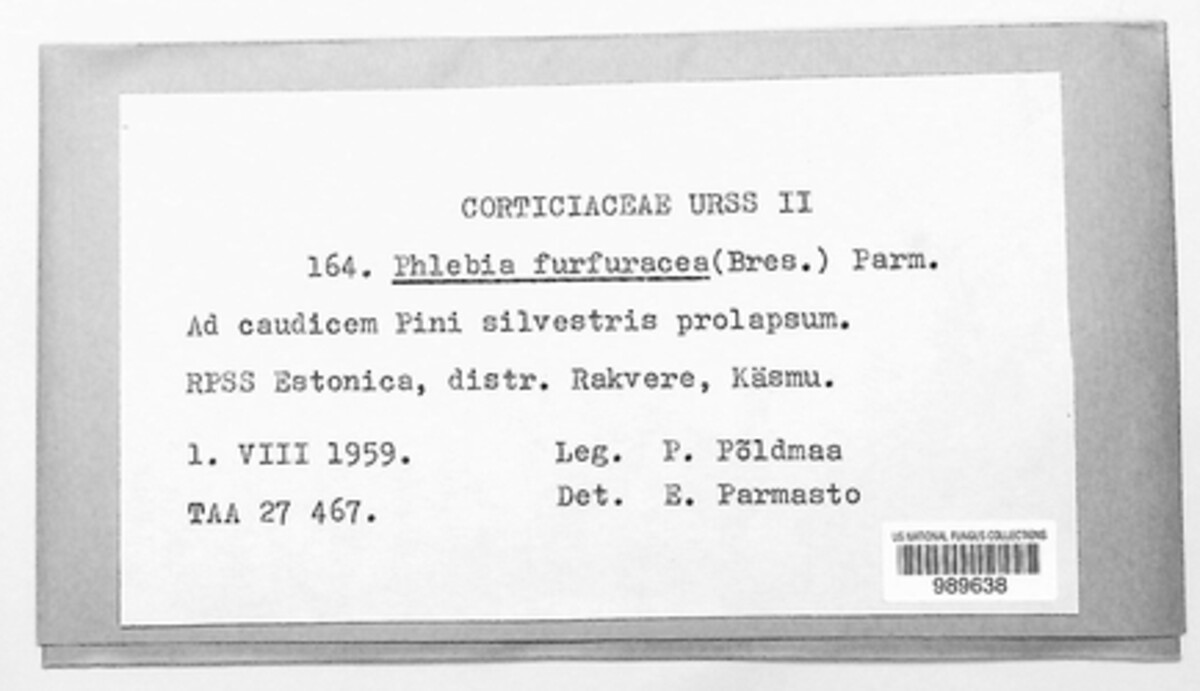 CORTICIACEAE URSS II
164. Phlebia furfuracea(Bres.) Parm.
Ad caudicem Pini silvestris prolapsum.
RPSS Estonica, distr. Rakvere, Käsmu.
1. VIII 1959. Leg. P. Põldmaa
Det. E. Parmasto
TAA 27 467.
US NATIONAL FUNGUS COLLECTIONS
989638